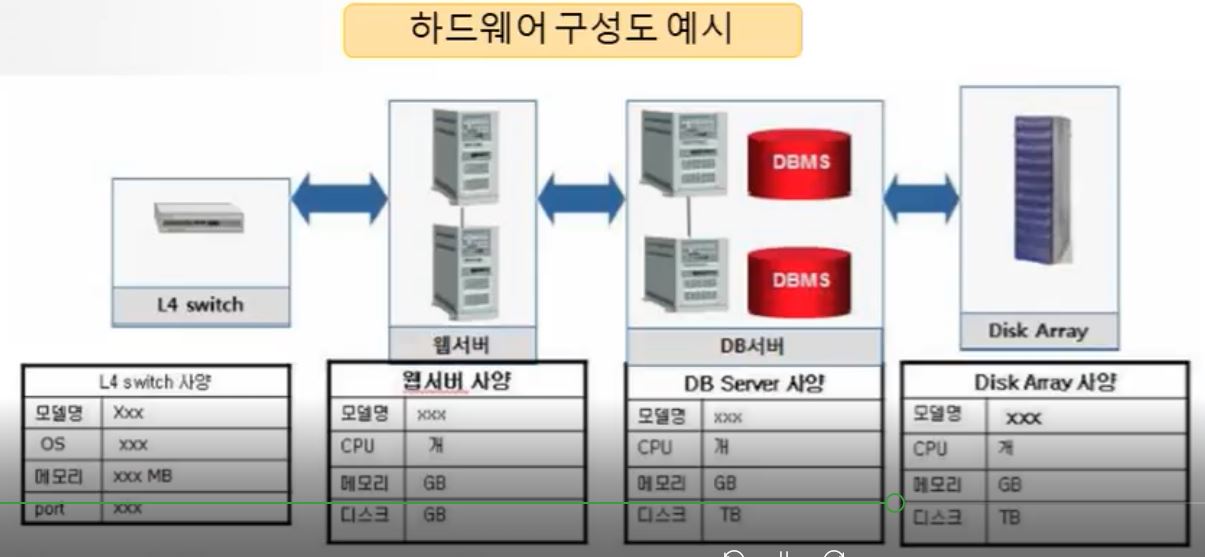 하드웨어 구성도 예시
DBMS
DBMS
L4 switch
웹서버
DB서버
Disk Array
L4 switch 사양
모델명 Xxx
OS xxx
메모리 xxx MB
port xxx
웹서버 사양
모델명 xxx
CPU 개
메모리 GB
디스크 GB
DB Server 사양
모델명 xxx
CPU 개
메모리 GB
디스크 TB
Disk Array 사양
모델명 xxx
CPU 개
메모리 GB
디스크 TB